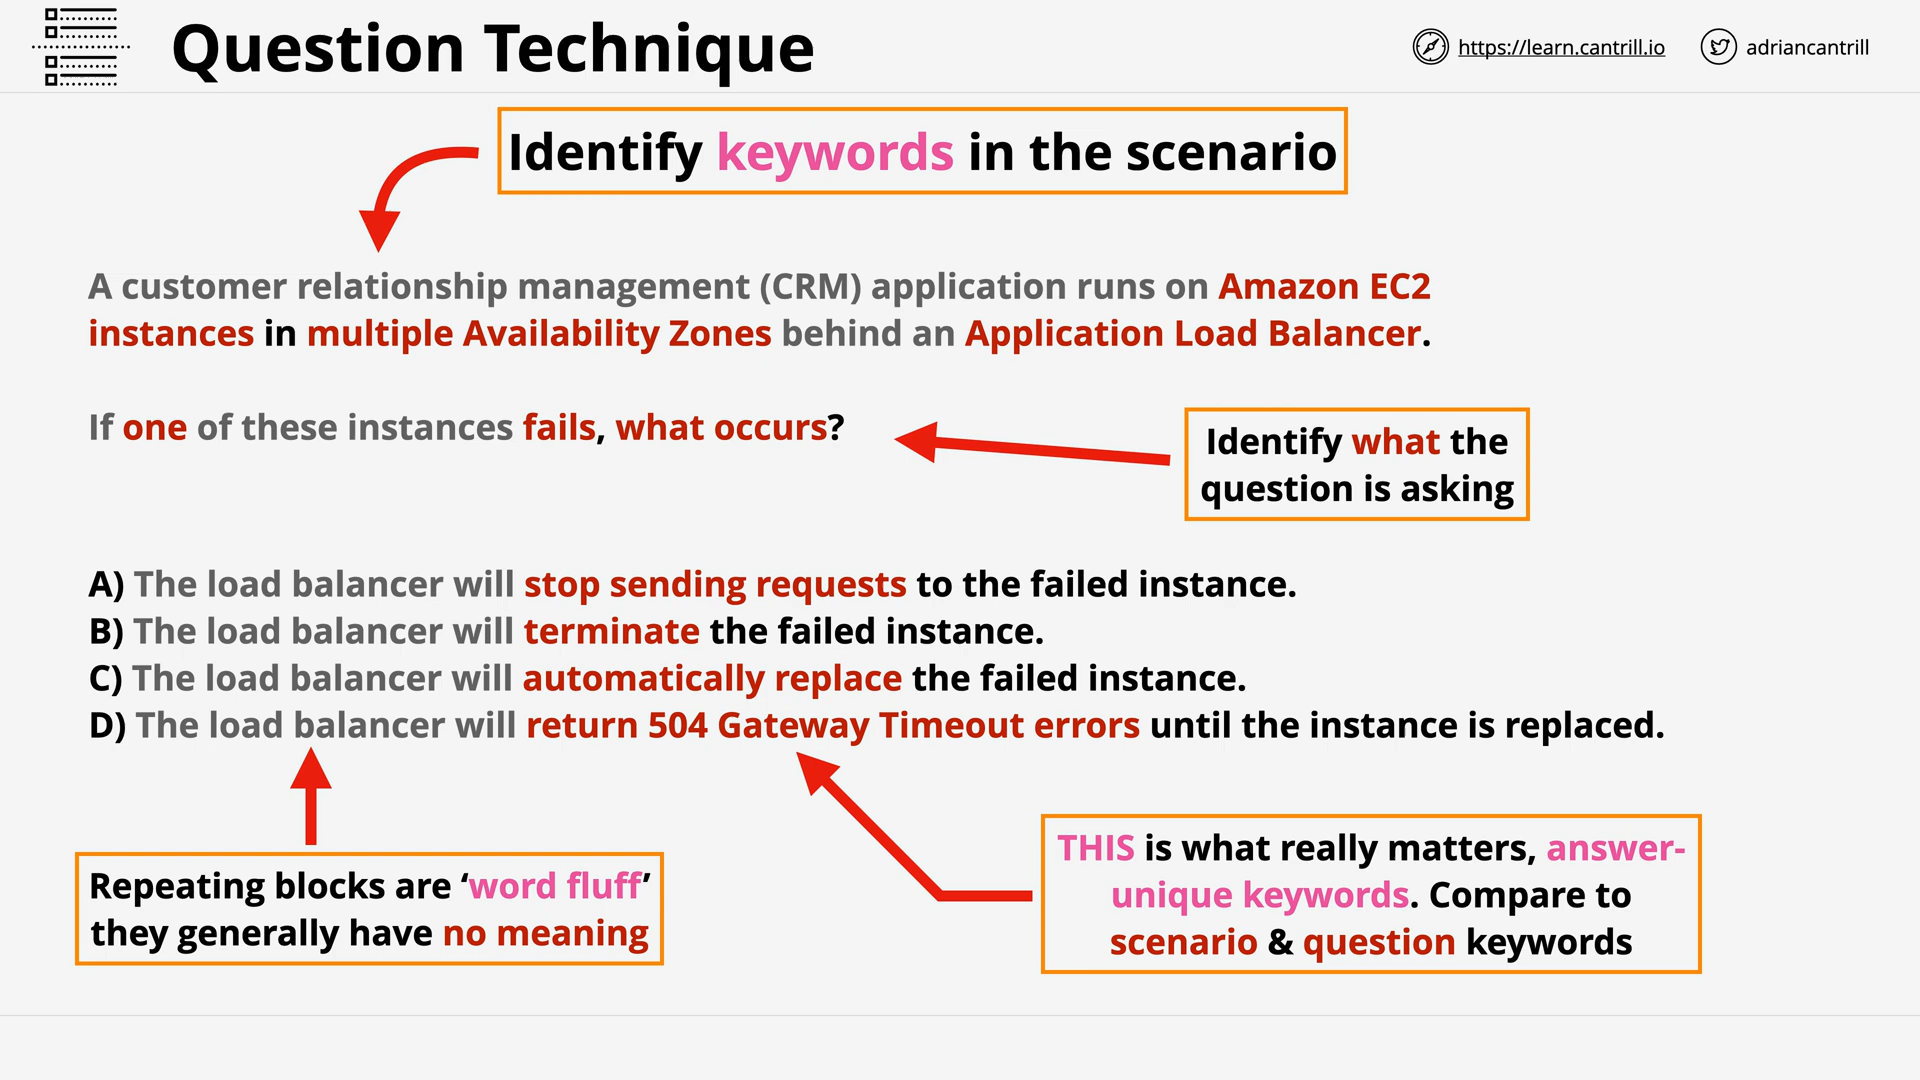 Question Technique
https://learn.cantrill.io
adriancantrill
Identify keywords in the scenario
A customer relationship management (CRM) application runs on Amazon EC2
instances in multiple Availability Zones behind an Application Load Balancer.
If one of these instances fails, what occurs?
Identify what the
question is asking
A) The load balancer will stop sending requests to the failed instance.
B) The load balancer will terminate the failed instance.
C) The load balancer will automatically replace the failed instance.
D) The load balancer will return 504 Gateway Timeout errors until the instance is replaced.
Repeating blocks are ‘word fluff’
they generally have no meaning
THIS is what really matters, answer-
unique keywords. Compare to
scenario & question keywords